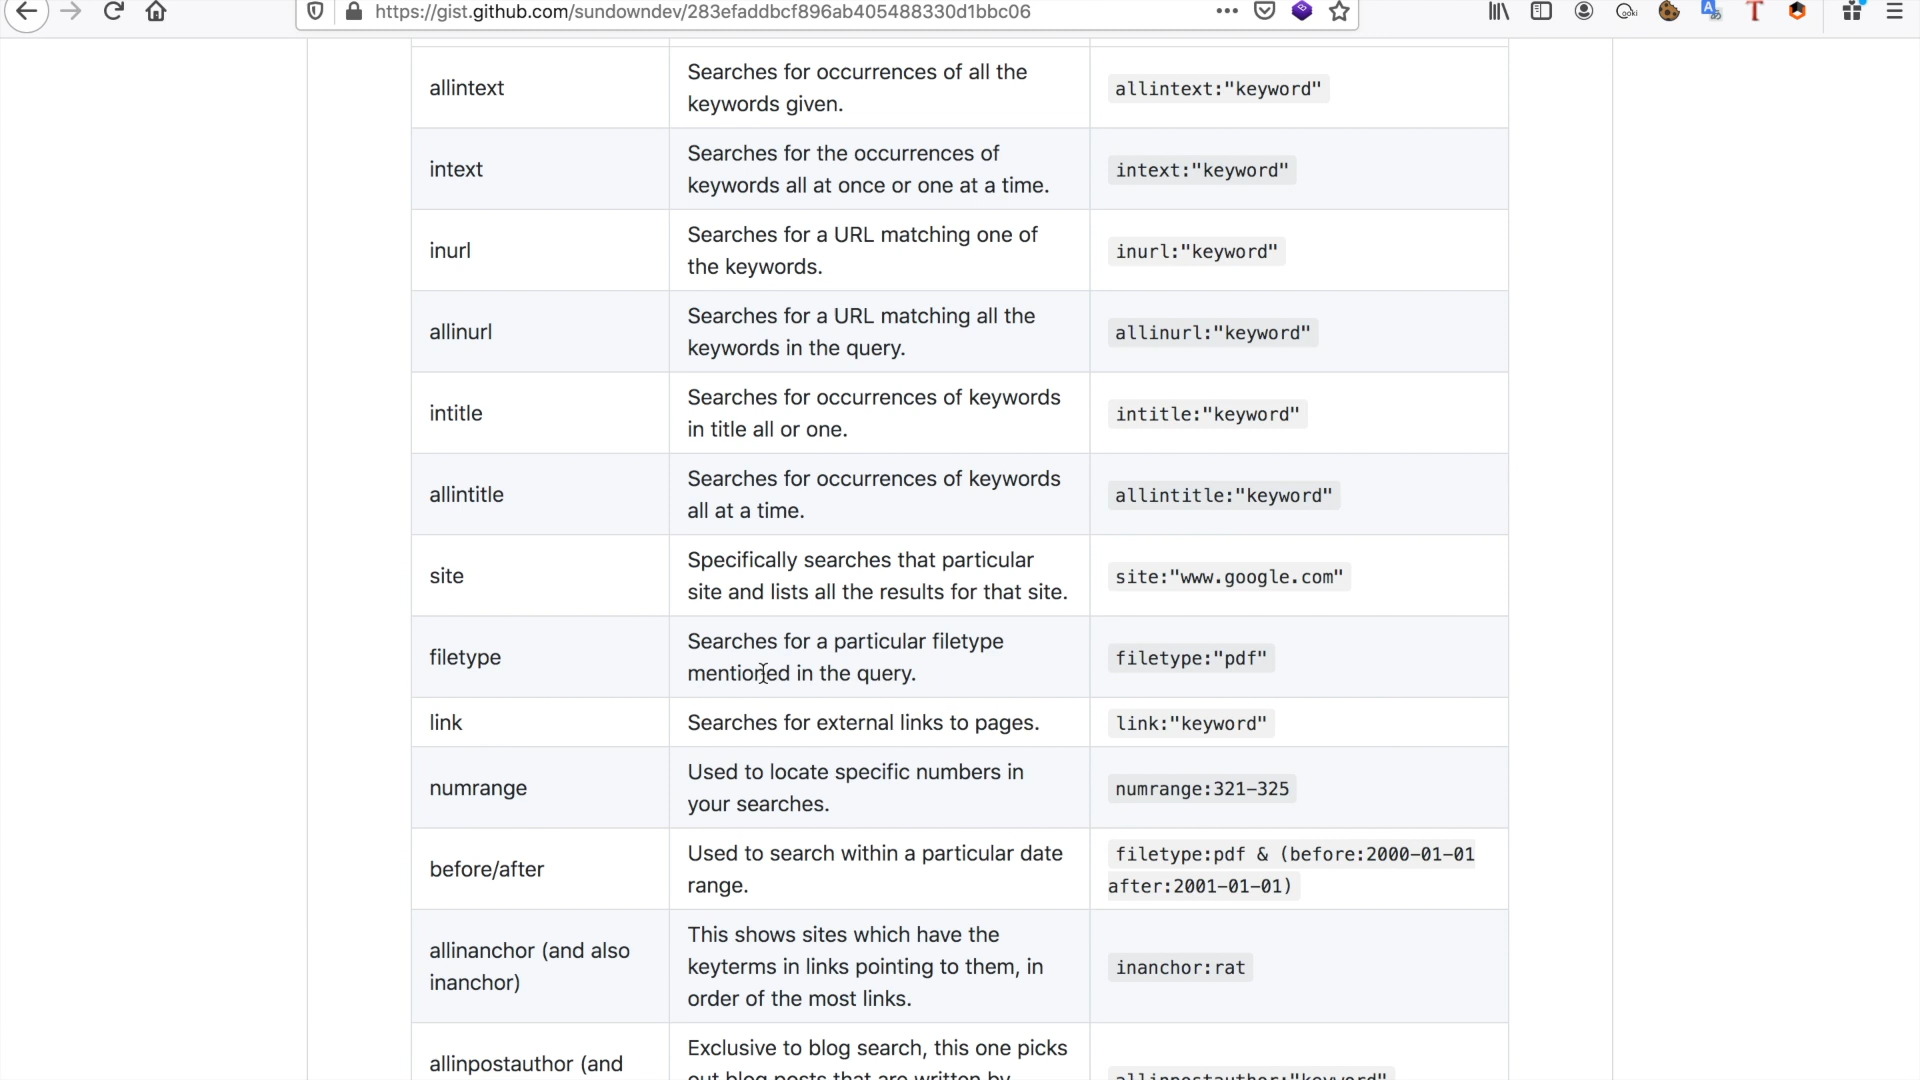 https://gist.github.com/sundowndev/283efaddbcf896ab405488330d1bbc06
allintext
Searches for occurrences of all the
keywords given.
allintext:"keyword"
intext
Searches for the occurrences of
keywords all at once or one at a time.
intext:"keyword"
inurl
Searches for a URL matching one of
the keywords.
inurl:"keyword"
allinurl
Searches for a URL matching all the
keywords in the query.
allinurl:"keyword"
intitle
Searches for occurrences of keywords
in title all or one.
intitle:"keyword"
allintitle
Searches for occurrences of keywords
all at a time.
allintitle:"keyword"
site
Specifically searches that particular
site and lists all the results for that site.
site:"www.google.com"
filetype
Searches for a particular filetype
mentioned in the query.
filetype:"pdf"
link
Searches for external links to pages.
link:"keyword"
numrange
Used to locate specific numbers in
your searches.
numrange:321-325
before/after
Used to search within a particular date
range.
filetype:pdf & (before:2000-01-01
after:2001-01-01)
allinanchor (and also
inanchor)
This shows sites which have the
keyterms in links pointing to them, in
order of the most links.
inanchor:rat
allinpostauthor (and
Exclusive to blog search, this one picks
out blog posts that are written by
allinpostauthor:"keyword"